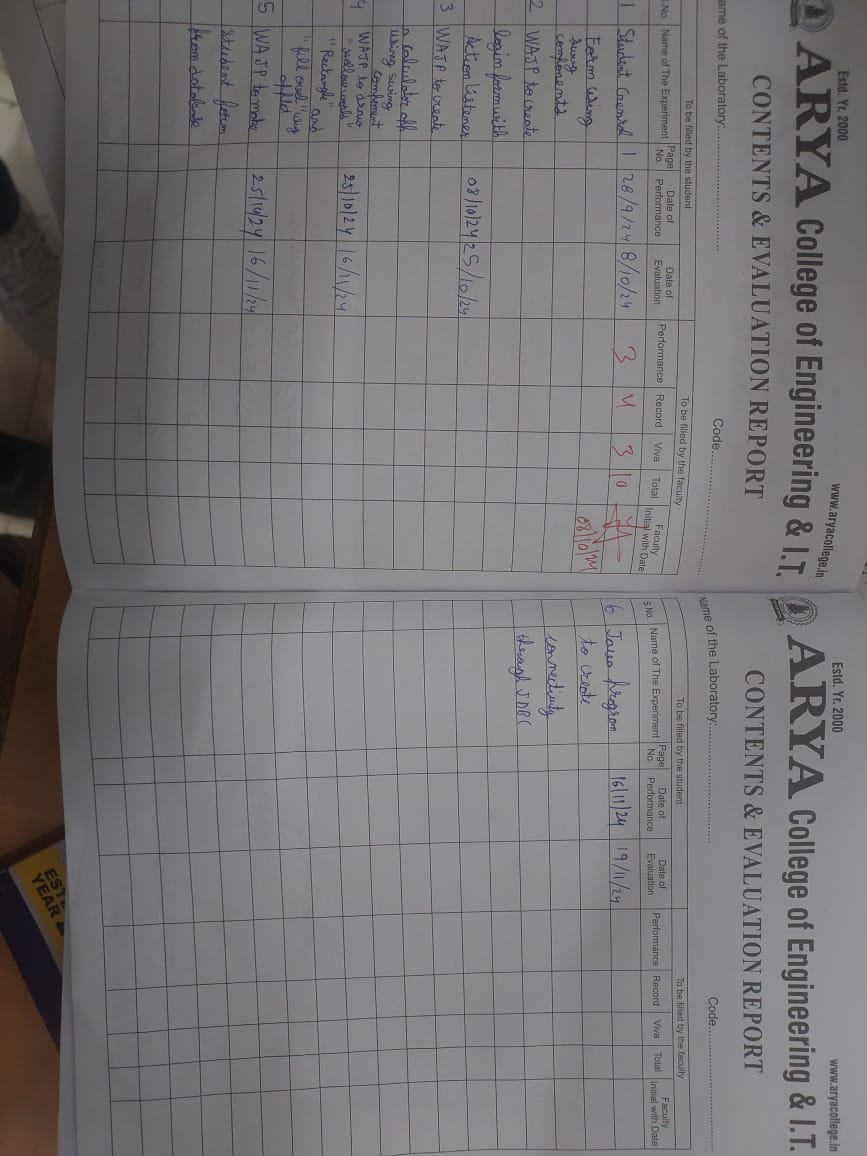 Estd. Yr. 2000
www.aryacollege.in
ARYA College of Engineering & I.T.
CONTENTS & EVALUATION REPORT
ame of the Laboratory:
Code
To be filled by the student
To be filled by the faculty
S.No. Name of The Experiment Page No. Date of Performance Date of Evaluation Performance Record Viva Total Faculty Initial with Date
1 Student 1 28/9/24 8/10/24 3 4 3 10
Form using
swing 08/10/24
components
2 WAJP to create
login form with
Action Listener 08/10/24 25/10/24
3 WAJP to create
a calculator
using swing
component
4 WAJP to draw 25/10/24 16/11/24
"Rectangle" and
"fill oval"
applet
5 WAJP to make 25/10/24 16/11/24
student form
from database
Estd. Yr. 2000
www.aryacollege.in
ARYA College of Engineering & I.T.
CONTENTS & EVALUATION REPORT
Name of the Laboratory:
Code
To be filled by the student
To be filled by the faculty
S.No. Name of The Experiment Page No. Date of Performance Date of Evaluation Performance Record Viva Total Faculty Initial with Date
6 Java program 16/11/24 19/11/24
to create
connectivity
through JDBC
YEAR